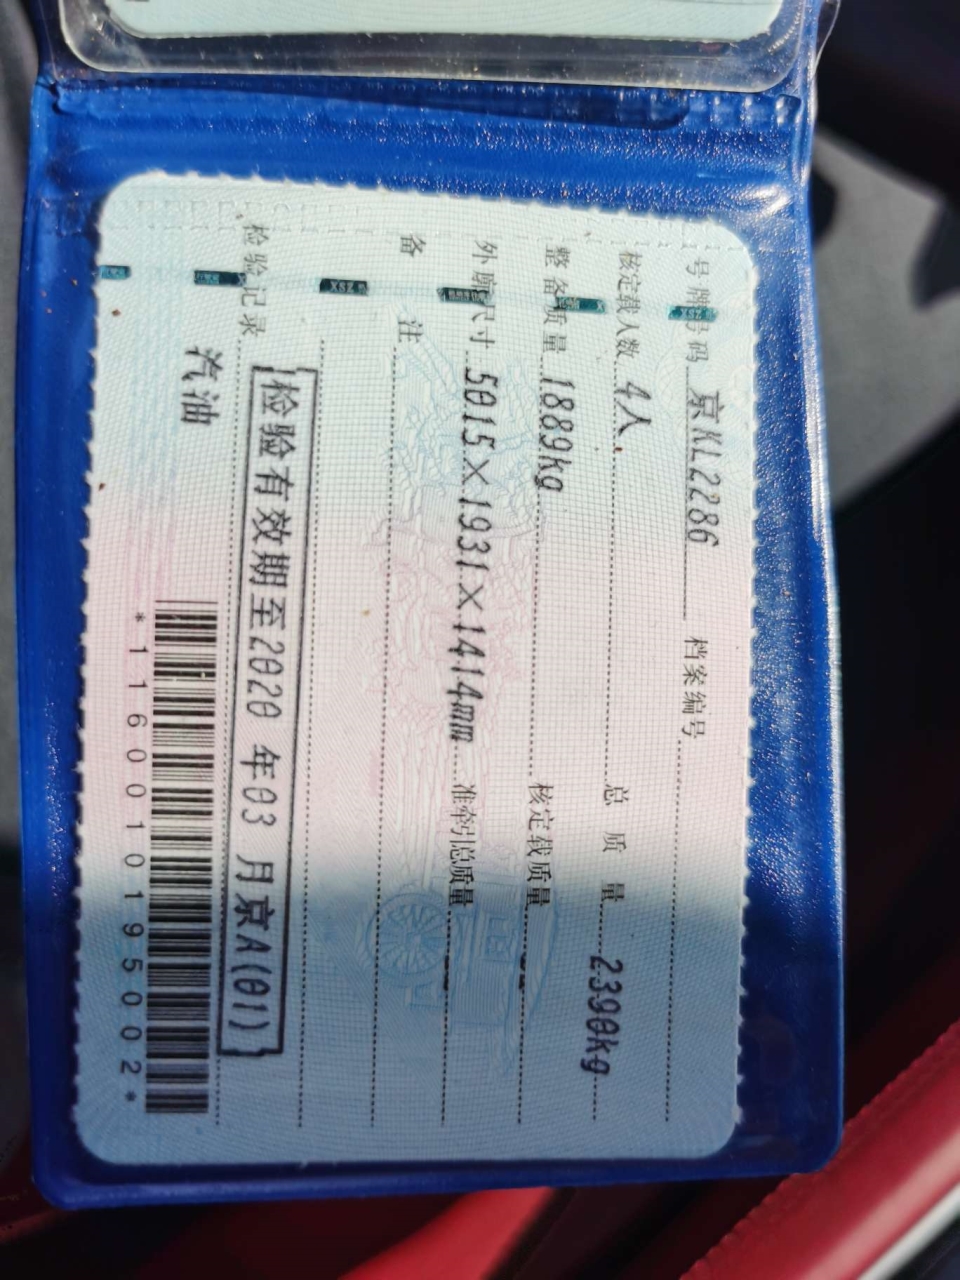 号牌号码 京KL2286 档案编号
核定载人数 4人 总质量 2390kg
整备质量 1889kg 核定载质量
外廓尺寸 5015×1931×1414mm 准牵引总质量
备注
检验记录 检验有效期至2020年03月京A(01)
汽油
*1160010195002*